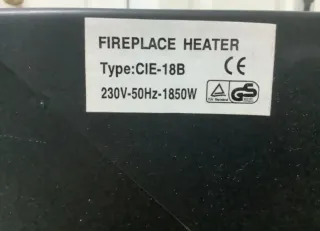 FIREPLACE HEATER
Type:CIE-18B CE
230V-50Hz-1850W
GS